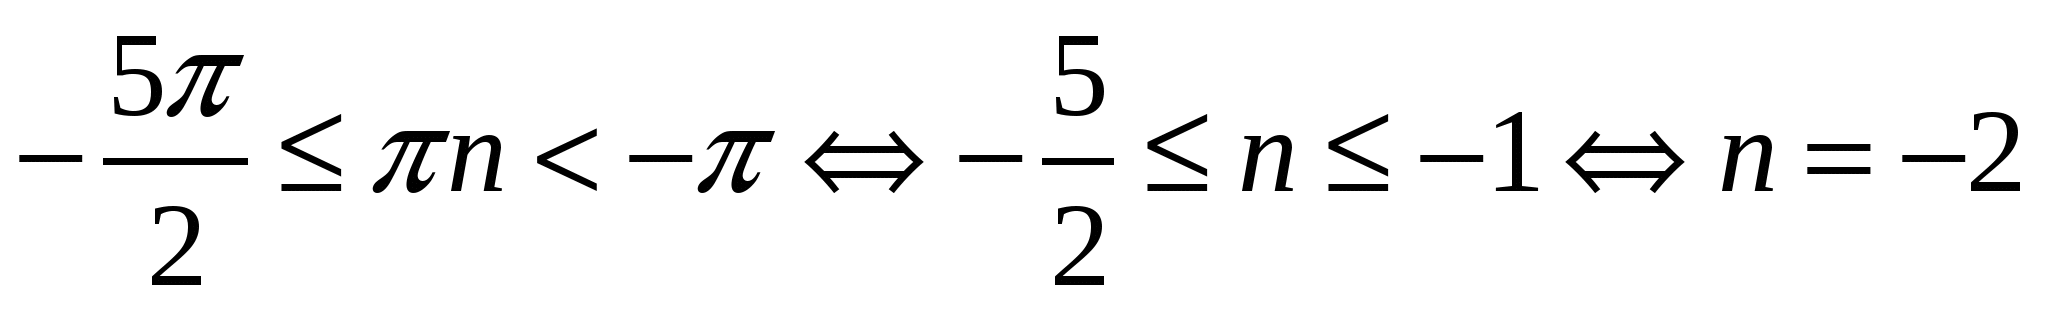 −5π/2 ≤ πn < −π ⇔ −5/2 ≤ n ≤ −1 ⇔ n = −2